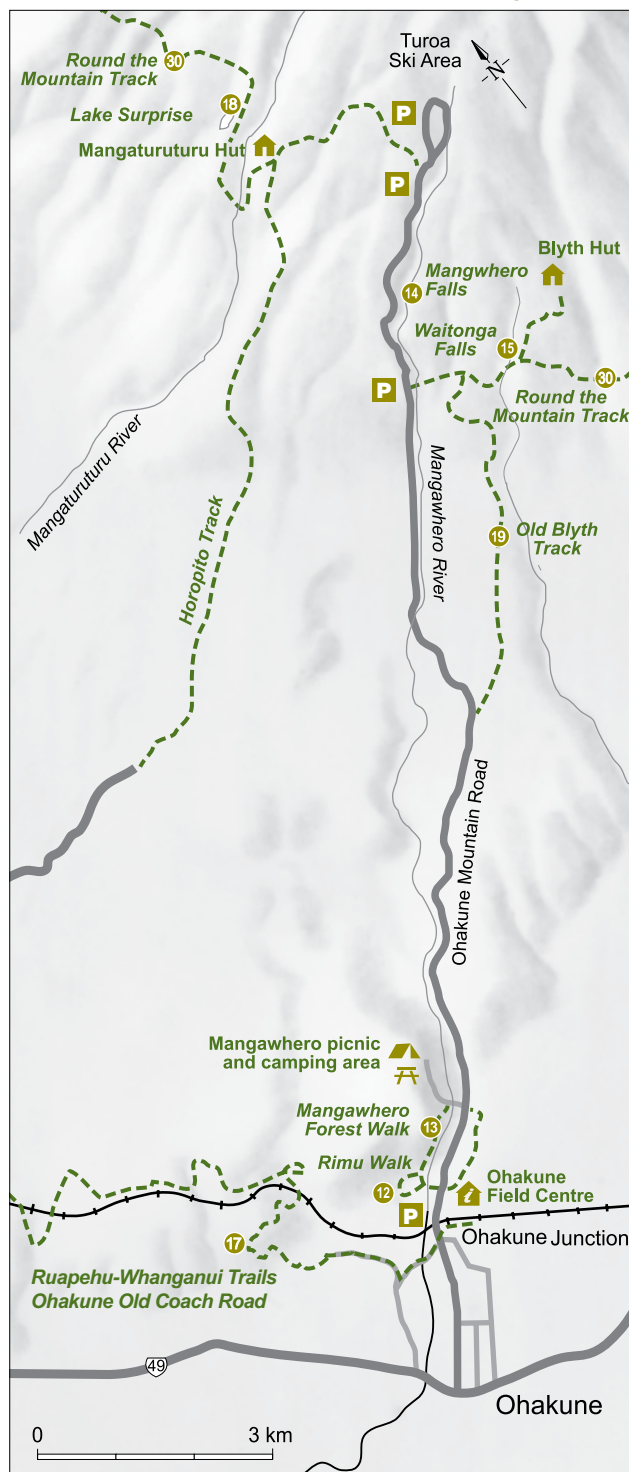 Turoa
Ski Area
N
Round the
Mountain Track
30
18
Lake Surprise
Mangaturuturu Hut
P
P
Blyth Hut
14
Mangwhero
Falls
Waitonga
Falls
15
P
30
Round the
Mountain Track
Mangaturuturu River
Mangawhero River
Horopito Track
19
Old Blyth
Track
Ohakune Mountain Road
Mangawhero picnic
and camping area
Mangawhero
Forest Walk
13
Rimu Walk
12
i
Ohakune
Field Centre
P
Ohakune Junction
17
Ruapehu-Whanganui Trails
Ohakune Old Coach Road
49
Ohakune
0
3 km